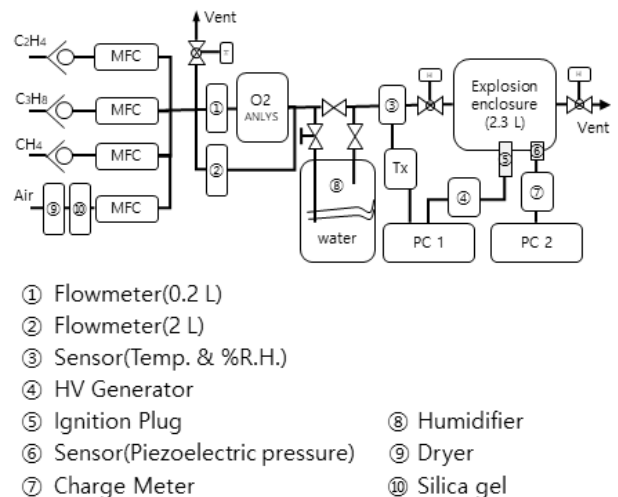 Vent
C2H4
MFC
C3H8
MFC
CH4
MFC
Air
⑨
⑩
MFC
①
O2
ANLYS
②
⑧
water
③
Tx
H
Explosion
enclosure
(2.3 L)
H
Vent
⑤
⑥
④
⑦
PC 1
PC 2
① Flowmeter(0.2 L)
② Flowmeter(2 L)
③ Sensor(Temp. & %R.H.)
④ HV Generator
⑤ Ignition Plug
⑥ Sensor(Piezoelectric pressure)
⑦ Charge Meter
⑧ Humidifier
⑨ Dryer
⑩ Silica gel